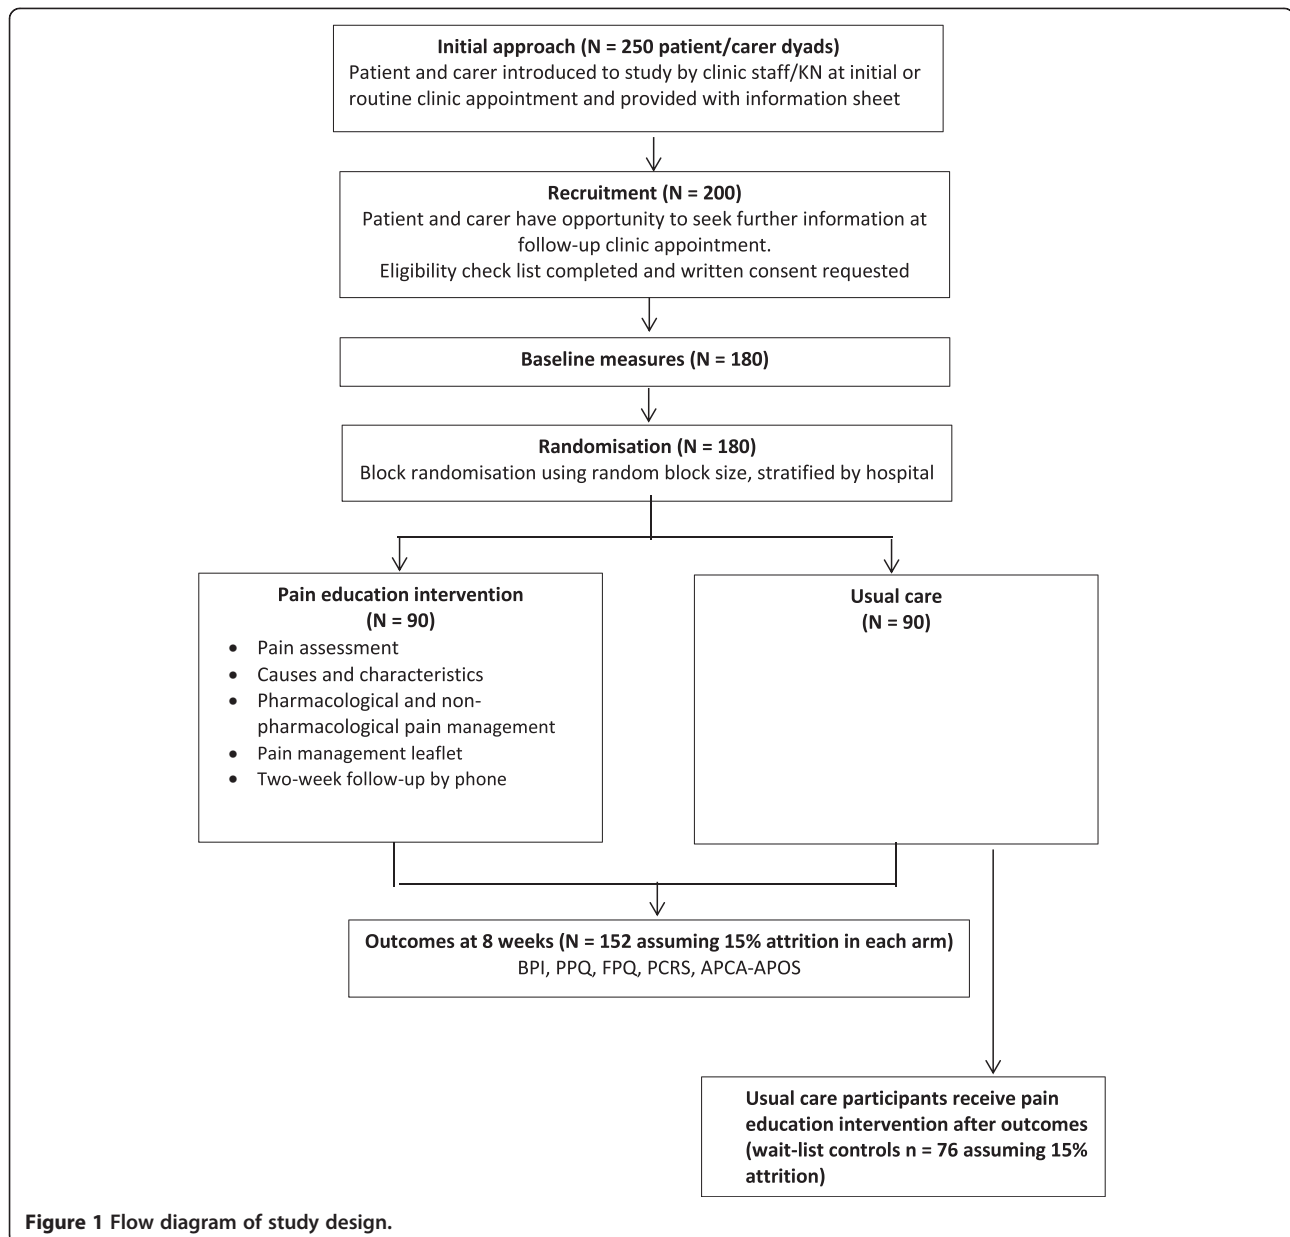 Initial approach (N = 250 patient/carer dyads)
Patient and carer introduced to study by clinic staff/KN at initial or
routine clinic appointment and provided with information sheet
Recruitment (N = 200)
Patient and carer have opportunity to seek further information at
follow-up clinic appointment.
Eligibility check list completed and written consent requested
Baseline measures (N = 180)
Randomisation (N = 180)
Block randomisation using random block size, stratified by hospital
Pain education intervention
(N = 90)
• Pain assessment
• Causes and characteristics
• Pharmacological and non-
pharmacological pain management
• Pain management leaflet
• Two-week follow-up by phone
Usual care
(N = 90)
Outcomes at 8 weeks (N = 152 assuming 15% attrition in each arm)
BPI, PPQ, FPQ, PCRS, APCA-APOS
Usual care participants receive pain
education intervention after outcomes
(wait-list controls n = 76 assuming 15%
attrition)
Figure 1 Flow diagram of study design.